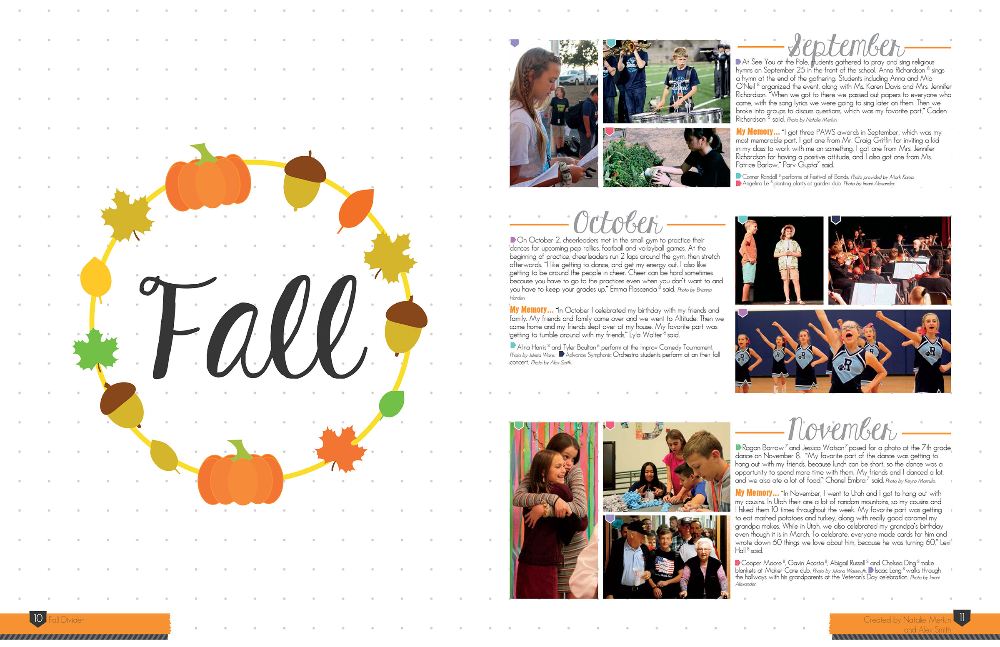 Fall
10 Fall Divider
September
At See You at the Pole, students gathered to pray and sing religious
hymns on September 25 in the front of the school. Anna Richardson 8 sings
a hymn at the end of the gathering. Students including Anna and Mia
O'Neil 8 organized the event, along with Ms. Karen Davis and Mrs. Jennifer
Richardson. "When we got to there we passed out papers to everyone who
came, with the song lyrics we were going to sing later on them. Then we
broke into groups to discuss questions, which was my favorite part," Caden
Richardson 6 said. Photo by Natalie Merkin.
My Memory... "I got three PAWS awards in September, which was my
most memorable part. I got one from Mr. Craig Griffin for inviting a kid
in my class to work with me on something, I got one from Mrs. Jennifer
Richardson for having a positive attitude, and I also got one from Ms.
Patrice Barlow," Parv Gupta7 said.
Conner Randall 8 performs at Festival of Bands. Photo provided by Mark Kania.
Angelina Le 8 planting plants at garden club. Photo by Imani Alexander.
Band
Band
October
On October 2, cheerleaders met in the small gym to practice their
dances for upcoming pep rallies, football and volleyball games. At the
beginning of practice, cheerleaders run 2 laps around the gym, then stretch
afterwards. "I like getting to dance, and get my energy out. I also like
getting to be around the people in cheer. Cheer can be hard sometimes
because you have to go to the practices even when you don't want to and
you have to keep your grades up," Emma Plascencia 8 said. Photo by Brianna
Harden.
My Memory... "In October I celebrated my birthday with my friends and
family. My friends and family came over and we went to Altitude. Then we
came home and my friends slept over at my house. My favorite part was
getting to tumble around with my friends," Lyla Walter 6 said.
Alina Harris 8 and Tyler Boulton 6 perform at the Improv Comedy Tournament.
Photo by Julieta Ware. Advance Symphonic Orchestra students perform at an their fall
concert. Photo by Alex Smith.
R
R
R
R
R
November
Ragan Barrow 7 and Jessica Watson7 posed for a photo at the 7th grade
dance on November 8. "My favorite part of the dance was getting to
hang out with my friends, because lunch can be short, so the dance was a
opportunity to spend more time with them. My friends and I danced a lot,
and we also ate a lot of food," Chanel Embra 7 said. Photo by Keyra Marrufo.
My Memory... "In November, I went to Utah and I got to hang out with
my cousins. In Utah their are a lot of random mountains, so my cousins and
I hiked them 10 times throughout the week. My favorite part was getting
to eat mashed potatoes and turkey, along with really good caramel my
grandpa makes. While in Utah, we also celebrated my grandpa's birthday
even though it is in March. To celebrate, everyone made cards for him and
wrote down 60 things we love about him, because he was turning 60," Lexi
Hall 8 said.
Cooper Moore 8, Gavin Acosta 8, Abigail Russell 8 and Chelsea Ding 8 make
blankets at Maker Care club. Photo by Juliana Wassmuth. Isaac Long 8 walks through
the hallways with his grandparents at the Veteran's Day celebration. Photo by Imani
Alexander.
Created by Natalie Merkin 11
and Alex Smith